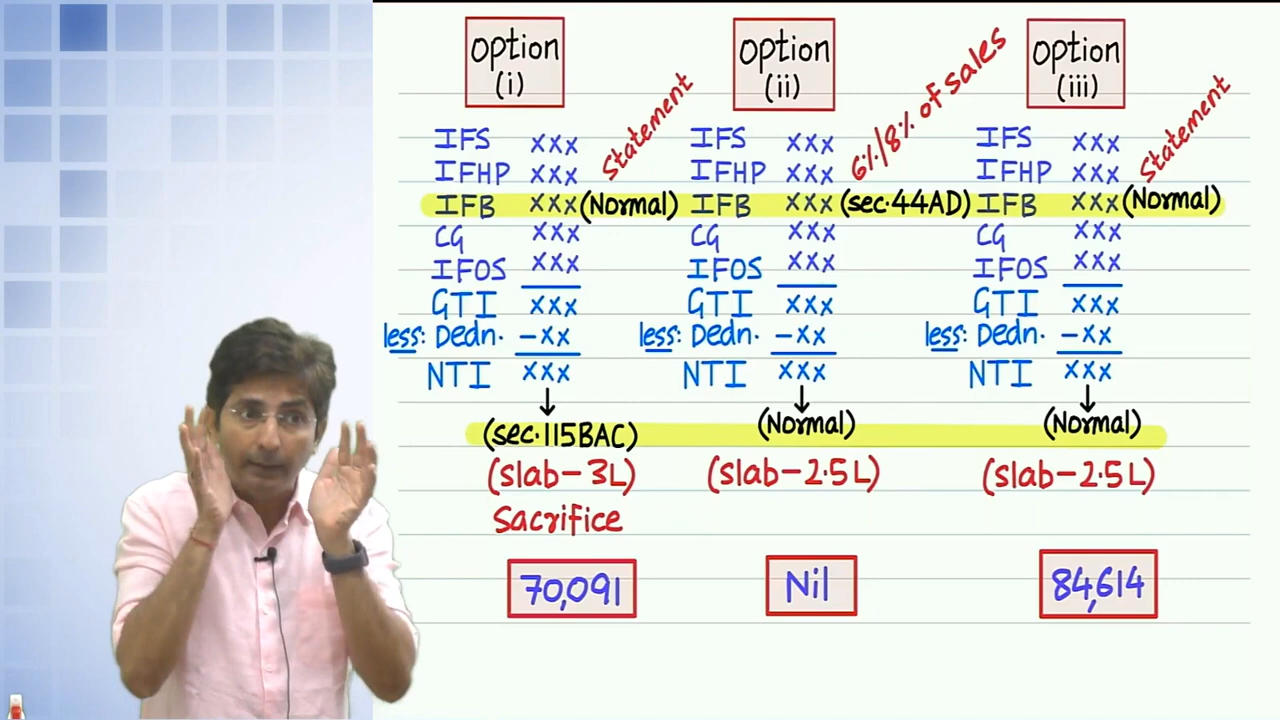 Option
(i)
IFS xxx
IFHP xxx
IFB xxx (Normal)
Statement
CG xxx
IFOS xxx
GTI xxx
less: Dedn. -xx
NTI xxx
(sec.115BAC)
(slab-3L)
Sacrifice
70,091
Option
(ii)
IFS xxx
IFHP xxx
IFB xxx (sec.44AD)
6%/8% of sales
CG xxx
IFOS xxx
GTI xxx
less: Dedn. -xx
NTI xxx
(Normal)
(slab-2.5L)
Nil
Option
(iii)
IFS xxx
IFHP xxx
IFB xxx (Normal)
Statement
CG xxx
IFOS xxx
GTI xxx
less: Dedn. -xx
NTI xxx
(Normal)
(slab-2.5L)
84,614